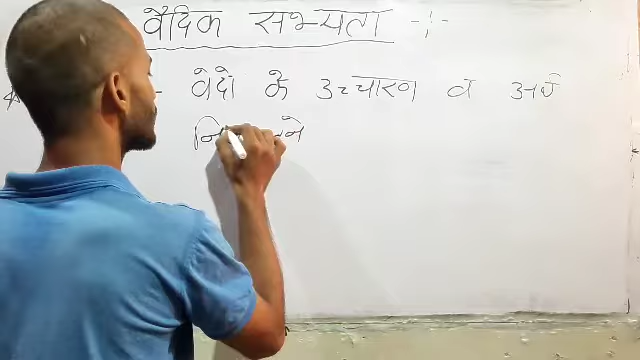 वैदिक सभ्यता -:-
- वेदो के उच्चारण व अर्थ